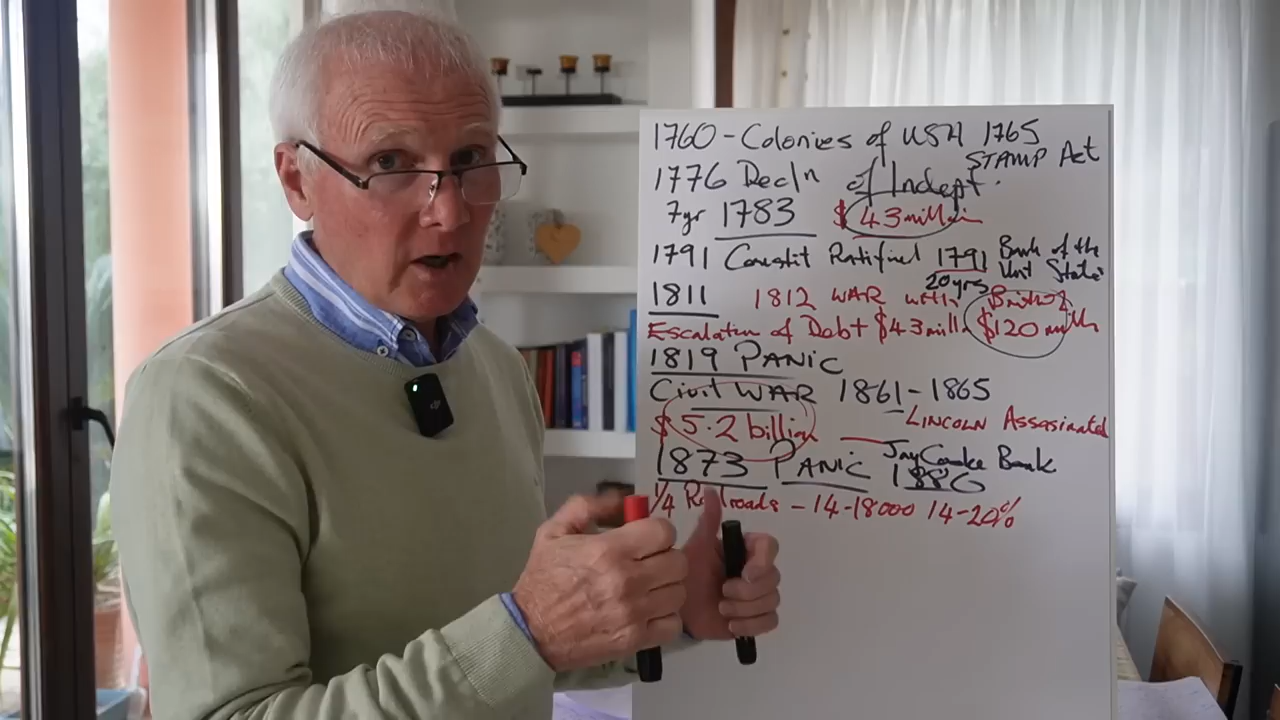 1760 - Colonies of USA 1765
STAMP Act
1776 Decln of Indept.
7yr 1783 $43 million
1791 Constit Ratified 1791 Bank of the
Unit States
20yrs
1811 1812 WAR with British
Escalation of Debt $43 milln $120 milln
1819 PANIC
Civil WAR 1861-1865
LINCOLN Assasinated
$5.2 billion
1873 PANIC Jay Cooke Bank
1886
1/4 Railroads - 14-18000 14-20%